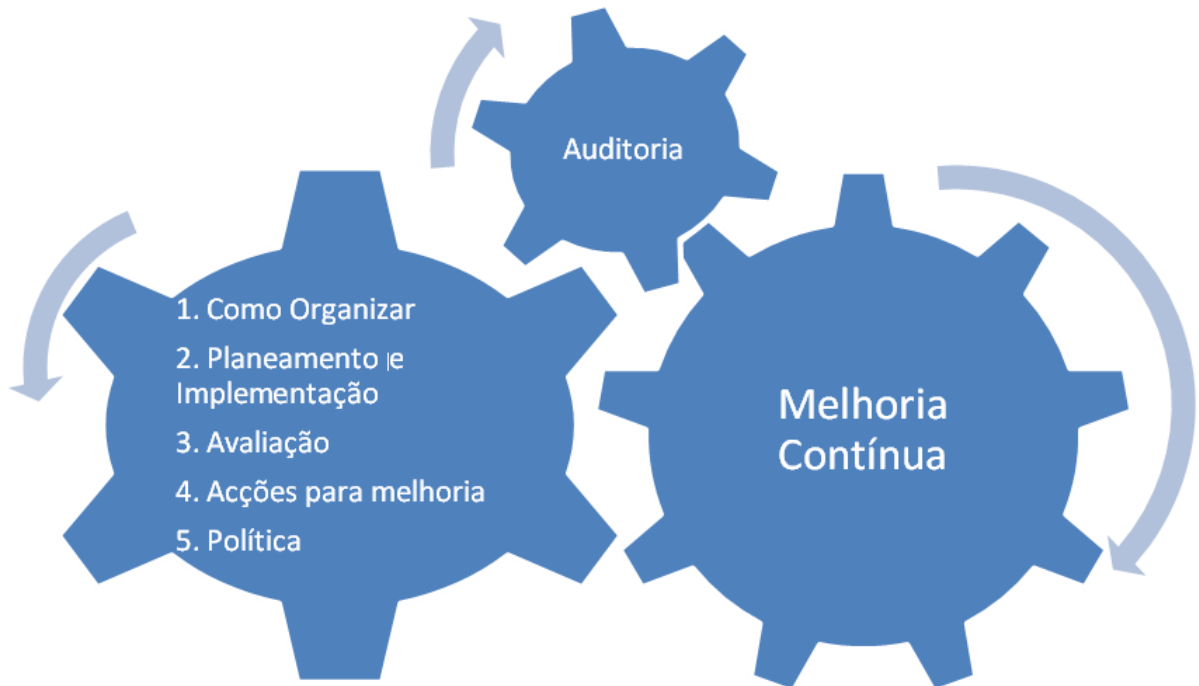 Auditoria
1. Como Organizar
2. Planeamento e
Implementação
3. Avaliação
4. Acções para melhoria
5. Política
Melhoria
Contínua